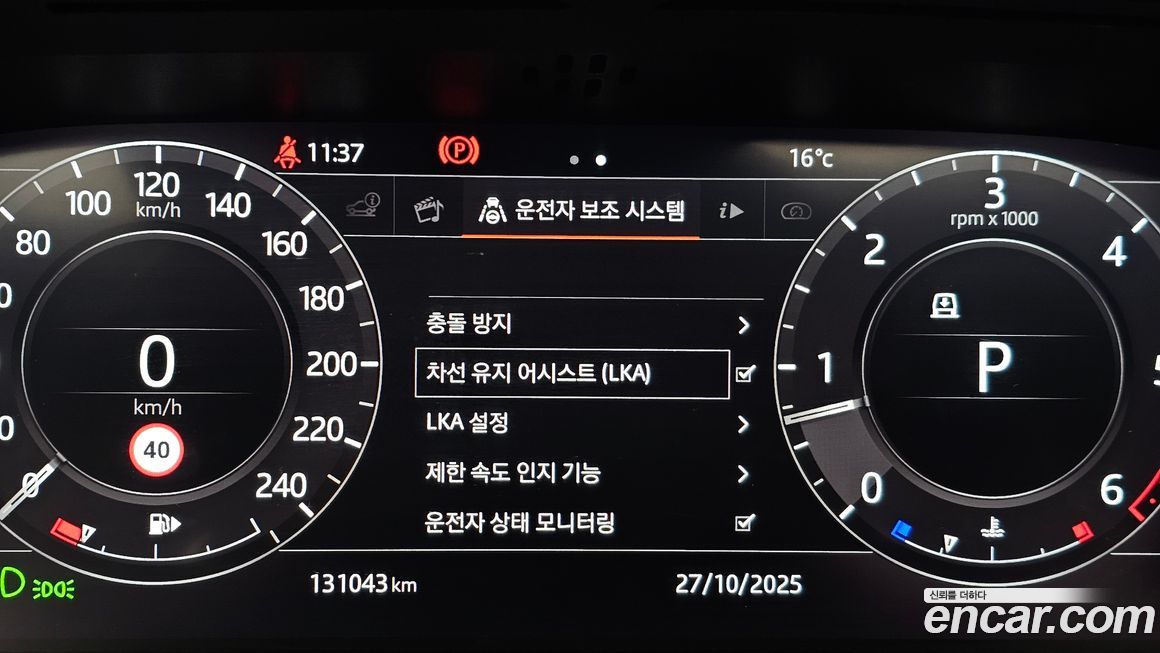 11:37
16°c
운전자 보조 시스템
i
80
100
120
km/h
140
160
180
200
220
240
0
0
km/h
40
충돌 방지
차선 유지 어시스트 (LKA)
LKA 설정
제한 속도 인지 기능
운전자 상태 모니터링
131043 km
27/10/2025
0
1
2
3
rpm x 1000
4
5
6
P
신뢰를 더하다
encar.com